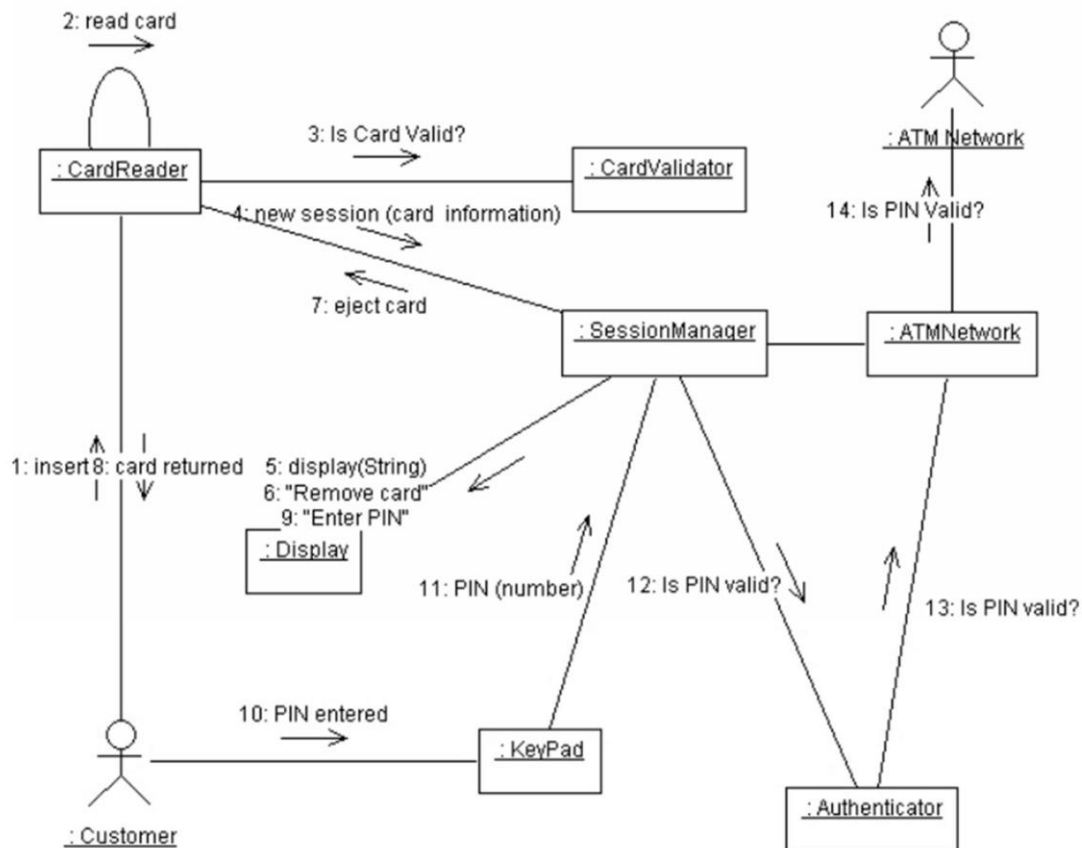 2: read card
3: Is Card Valid?
: ATM Network
: CardReader
: CardValidator
4: new session (card information)
14: Is PIN Valid?
7: eject card
: SessionManager
: ATMNetwork
1: insert
8: card returned
5: display(String)
6: "Remove card"
9: "Enter PIN"
: Display
11: PIN (number)
12: Is PIN valid?
13: Is PIN valid?
10: PIN entered
: KeyPad
: Authenticator
: Customer